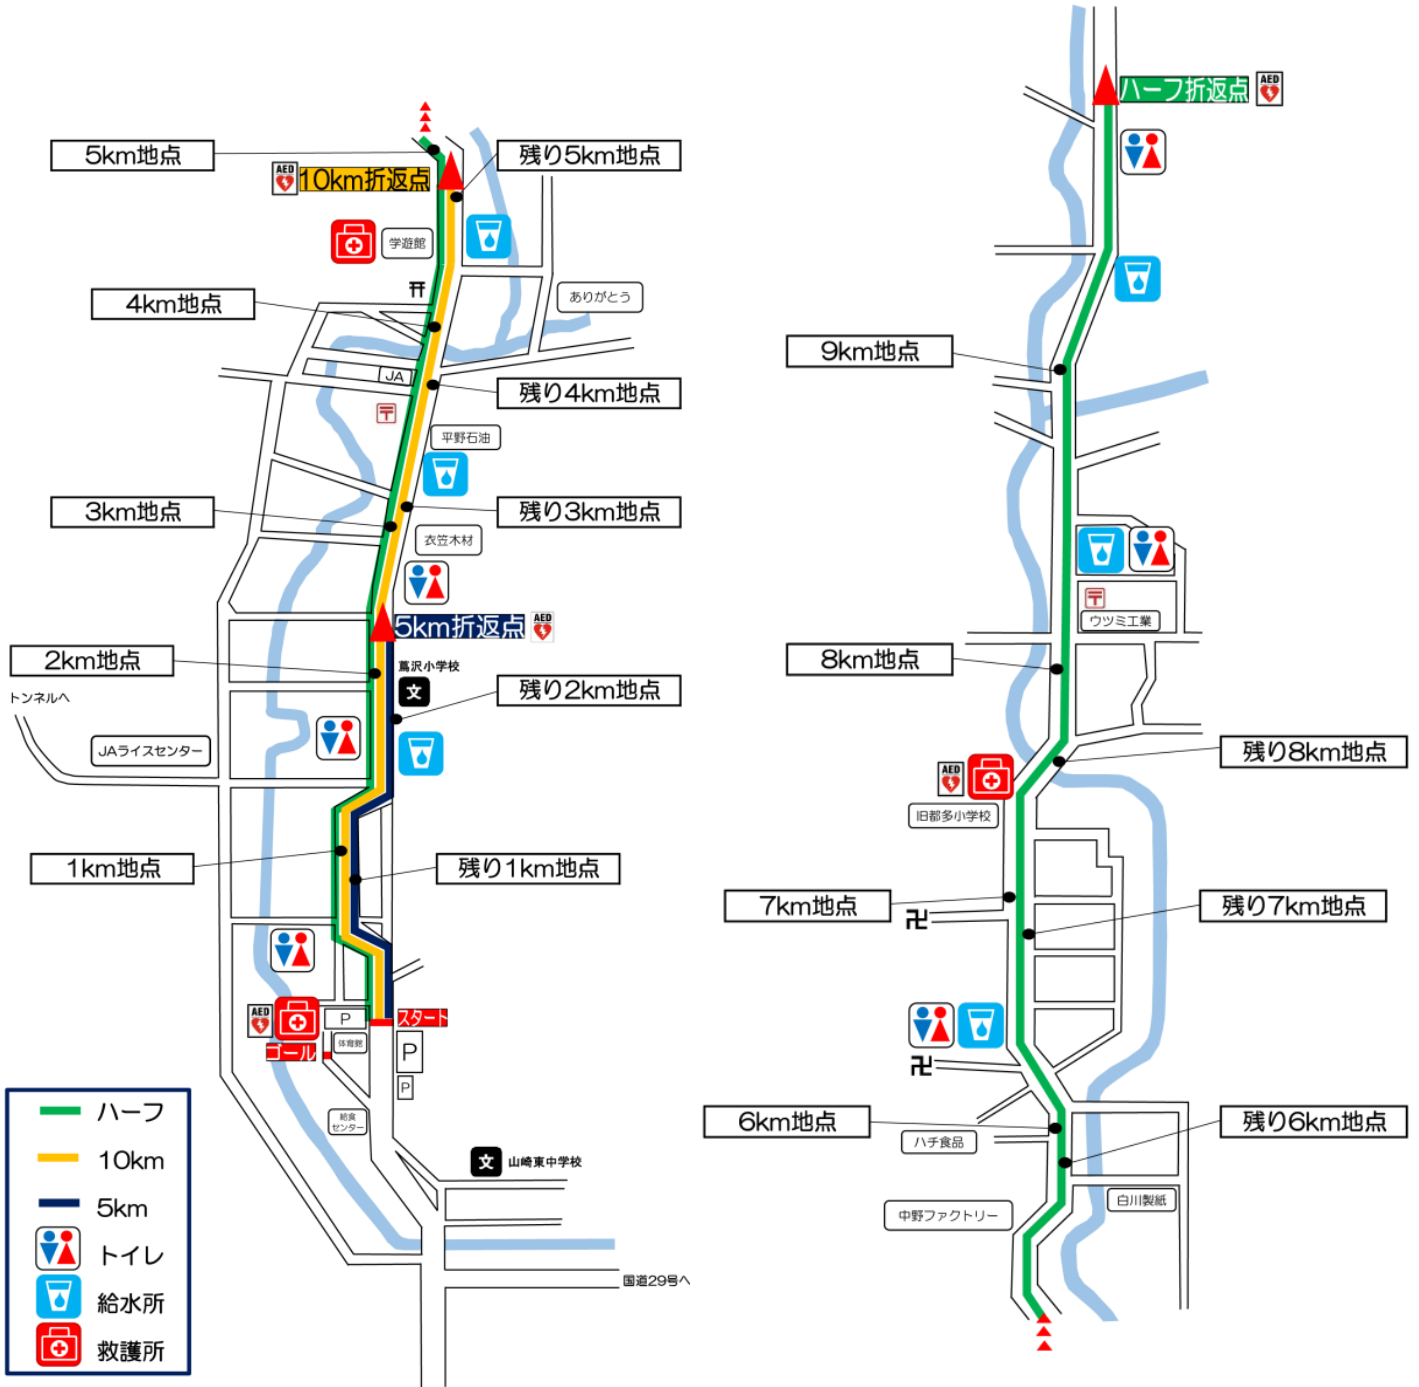 5km地点
残り5km地点
AED
10km折返点
学遊館
4km地点
ありがとう
JA
残り4km地点
〒
平野石油
3km地点
残り3km地点
衣笠木材
5km折返点
AED
2km地点
蔦沢小学校
文
残り2km地点
トンネルへ
JAライスセンター
1km地点
残り1km地点
AED
P
スタート
ゴール
体育館
P
P
給食
センター
文
山崎東中学校
国道29号へ
ハーフ
10km
5km
トイレ
給水所
救護所
ハーフ折返点
AED
9km地点
〒
ウツミ工業
8km地点
残り8km地点
AED
旧都多小学校
7km地点
卍
残り7km地点
卍
6km地点
残り6km地点
ハチ食品
白川製紙
中野ファクトリー